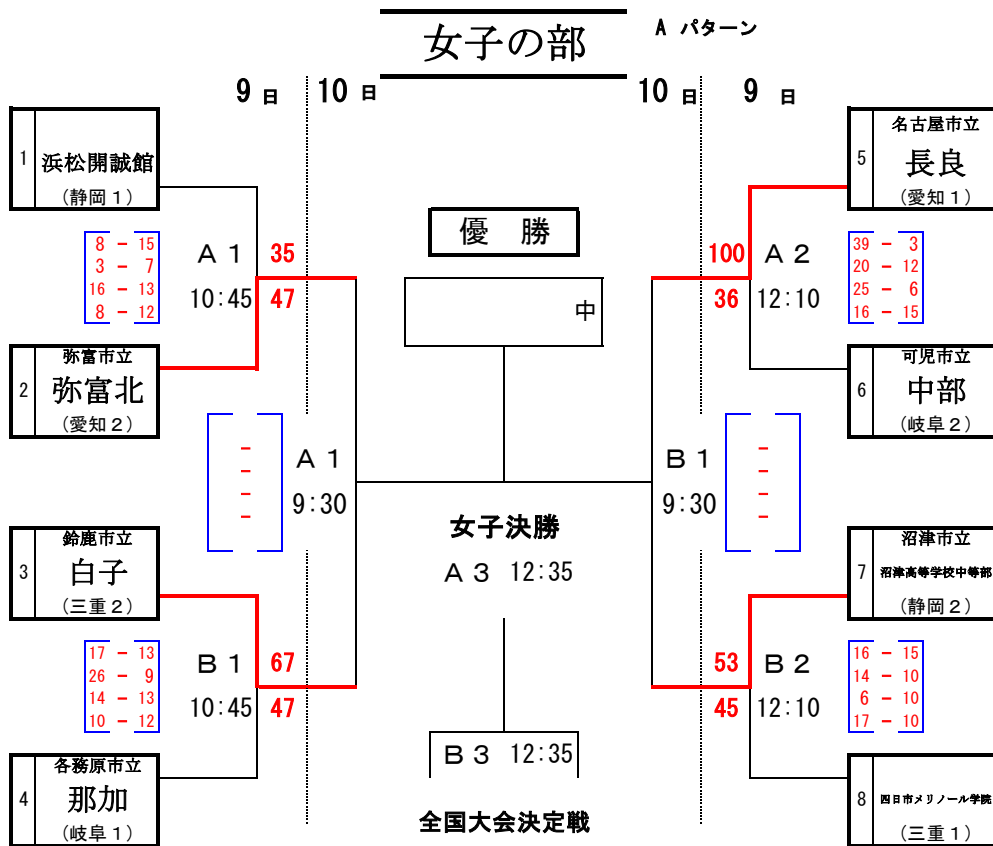 女子の部
A パターン
9 日
10 日
10 日
9 日
1
浜松開誠館
(静岡1)
8 - 15
3 - 7
16 - 13
8 - 12
A1
10:45
35
47
2
弥富市立
弥富北
(愛知2)
3
鈴鹿市立
白子
(三重2)
17 - 13
26 - 9
14 - 13
10 - 12
B1
10:45
67
47
4
各務原市立
那加
(岐阜1)
-
-
-
-
A1
9:30
優 勝
中
女子決勝
A3 12:35
B3 12:35
全国大会決定戦
B1
9:30
-
-
-
-
5
名古屋市立
長良
(愛知1)
100
36
A2
12:10
39 - 3
20 - 12
25 - 6
16 - 15
6
可児市立
中部
(岐阜2)
7
沼津市立
沼津高等学校中等部
(静岡2)
53
45
B2
12:10
16 - 15
14 - 10
6 - 10
17 - 10
8
四日市メリノール学院
(三重1)